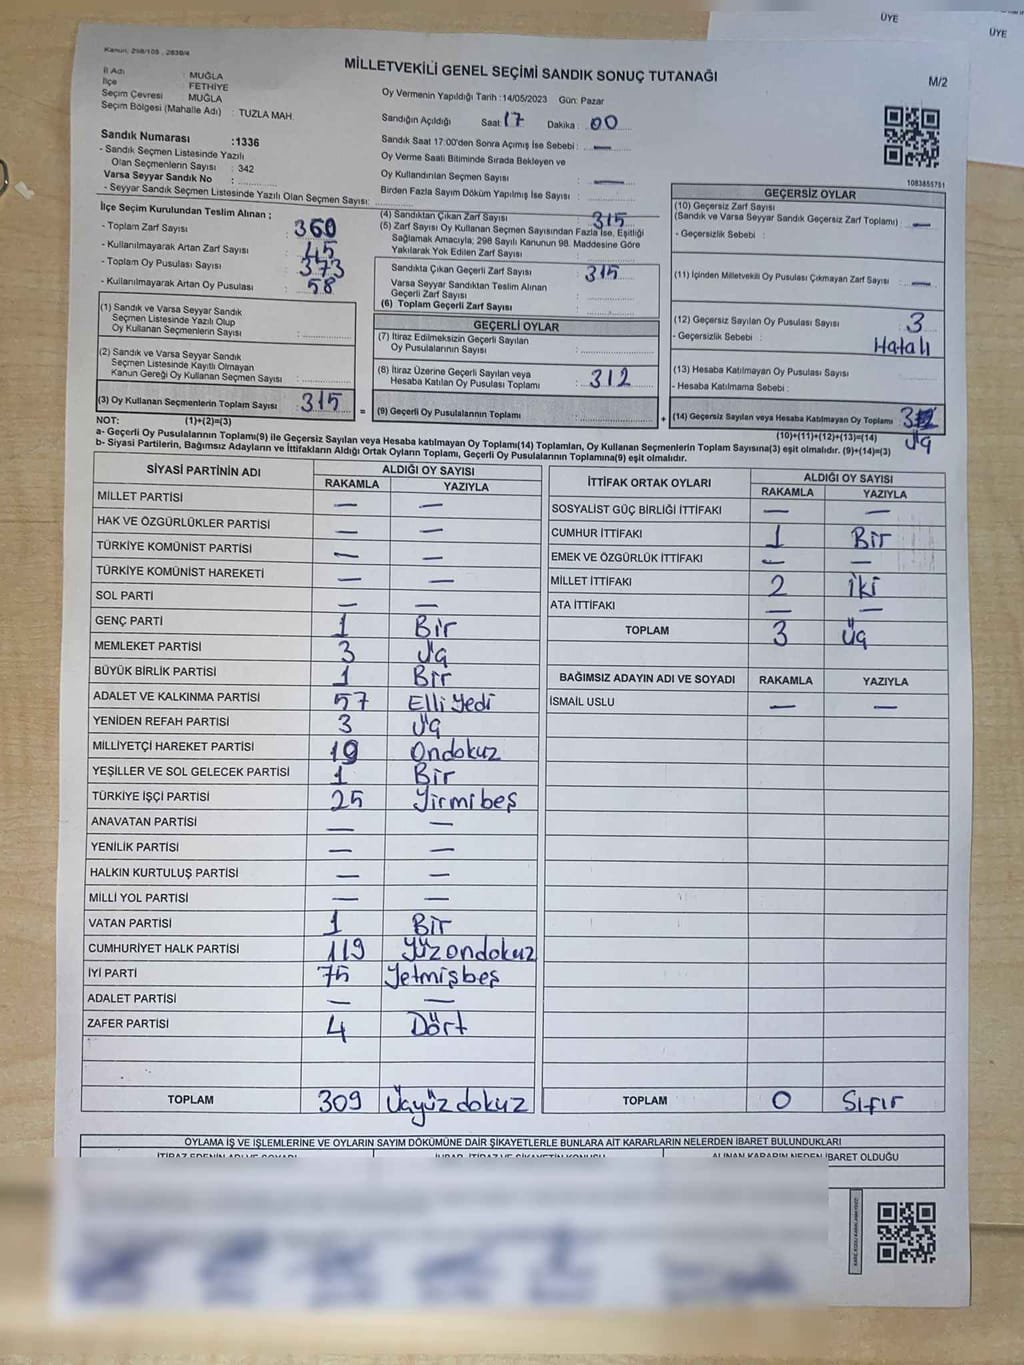 ÜYE
ÜYE
Kanun: 298/105 , 2839/4
MİLLETVEKİLİ GENEL SEÇİMİ SANDIK SONUÇ TUTANAĞI
M/2
İl Adı : MUĞLA
İlçe : FETHİYE
Seçim Çevresi : MUĞLA
Seçim Bölgesi (Mahalle Adı) : TUZLA MAH.
Oy Vermenin Yapıldığı Tarih :14/05/2023 Gün: Pazar
Sandığın Açıldığı Saat: 17 Dakika : 00
Sandık Numarası :1336
- Sandık Seçmen Listesinde Yazılı
Olan Seçmenlerin Sayısı : 342
Varsa Seyyar Sandık No :
- Seyyar Sandık Seçmen Listesinde Yazılı Olan Seçmen Sayısı:
Sandık Saat 17:00'den Sonra Açımış İse Sebebi : —
Oy Verme Saati Bitiminde Sırada Bekleyen ve
Oy Kullandırılan Seçmen Sayısı : —
Birden Fazla Sayım Döküm Yapılmış İse Sayısı :
1083855751
İlçe Seçim Kurulundan Teslim Alınan ;
- Toplam Zarf Sayısı : 360
- Kullanılmayarak Artan Zarf Sayısı : 45
- Toplam Oy Pusulası Sayısı : 373
- Kullanılmayarak Artan Oy Pusulası : 58
(4) Sandıktan Çıkan Zarf Sayısı : 315
(5) Zarf Sayısı Oy Kullanan Seçmen Sayısından Fazla İse, Eşitliği
Sağlamak Amacıyla; 298 Sayılı Kanunun 98. Maddesine Göre
Yakılarak Yok Edilen Zarf Sayısı :
Sandıkta Çıkan Geçerli Zarf Sayısı : 315
Varsa Seyyar Sandıktan Teslim Alınan
Geçerli Zarf Sayısı :
(6) Toplam Geçerli Zarf Sayısı :
GEÇERSİZ OYLAR
(10) Geçersiz Zarf Sayısı
(Sandık ve Varsa Seyyar Sandık Geçersiz Zarf Toplamı) : —
- Geçersizlik Sebebi :
(11) İçinden Milletvekili Oy Pusulası Çıkmayan Zarf Sayısı : —
(12) Geçersiz Sayılan Oy Pusulası Sayısı : 3
- Geçersizlik Sebebi : Hatalı
(13) Hesaba Katılmayan Oy Pusulası Sayısı
- Hesaba Katılmama Sebebi :
(14) Geçersiz Sayılan veya Hesaba Katılmayan Oy Toplamı 3
(10)+(11)+(12)+(13)=(14) Üç
(1) Sandık ve Varsa Seyyar Sandık
Seçmen Listesinde Yazılı Olup
Oy Kullanan Seçmenlerin Sayısı :
(2) Sandık ve Varsa Seyyar Sandık
Seçmen Listesinde Kayıtlı Olmayan
Kanun Gereği Oy Kullanan Seçmen Sayısı :
(3) Oy Kullanan Seçmenlerin Toplam Sayısı : 315 =
GEÇERLİ OYLAR
(7) İtiraz Edilmeksizin Geçerli Sayılan
Oy Pusulalarının Sayısı :
(8) İtiraz Üzerine Geçerli Sayılan veya
Hesaba Katılan Oy Pusulası Toplamı : 312
(9) Geçerli Oy Pusulalarının Toplamı : +
NOT: (1)+(2)=(3)
a- Geçerli Oy Pusulalarının Toplamı(9) ile Geçersiz Sayılan veya Hesaba katılmayan Oy Toplamı(14) Toplamları, Oy Kullanan Seçmenlerin Toplam Sayısına(3) eşit olmalıdır. (9)+(14)=(3)
b- Siyasi Partilerin, Bağımsız Adayların ve İttifakların Aldığı Ortak Oyların Toplamı, Geçerli Oy Pusulalarının Toplamına(9) eşit olmalıdır.
SİYASİ PARTİNİN ADI ALDIĞI OY SAYISI
RAKAMLA YAZIYLA
MİLLET PARTİSİ — —
HAK VE ÖZGÜRLÜKLER PARTİSİ — —
TÜRKİYE KOMÜNİST PARTİSİ — —
TÜRKİYE KOMÜNİST HAREKETİ — —
SOL PARTİ — —
GENÇ PARTİ 1 Bir
MEMLEKET PARTİSİ 3 Üç
BÜYÜK BİRLİK PARTİSİ 1 Bir
ADALET VE KALKINMA PARTİSİ 57 Elli Yedi
YENİDEN REFAH PARTİSİ 3 Üç
MİLLİYETÇİ HAREKET PARTİSİ 19 Ondokuz
YEŞİLLER VE SOL GELECEK PARTİSİ 1 Bir
TÜRKİYE İŞÇİ PARTİSİ 25 Yirmibeş
ANAVATAN PARTİSİ — —
YENİLİK PARTİSİ — —
HALKIN KURTULUŞ PARTİSİ — —
MİLLİ YOL PARTİSİ — —
VATAN PARTİSİ 1 Bir
CUMHURİYET HALK PARTİSİ 119 Yüzondokuz
İYİ PARTİ 75 Yetmişbeş
ADALET PARTİSİ — —
ZAFER PARTİSİ 4 Dört
TOPLAM 309 Üçyüz dokuz
İTTİFAK ORTAK OYLARI ALDIĞI OY SAYISI
RAKAMLA YAZIYLA
SOSYALİST GÜÇ BİRLİĞİ İTTİFAKI — —
CUMHUR İTTİFAKI 1 Bir
EMEK VE ÖZGÜRLÜK İTTİFAKI — —
MİLLET İTTİFAKI 2 İki
ATA İTTİFAKI — —
TOPLAM 3 Üç
BAĞIMSIZ ADAYIN ADI VE SOYADI RAKAMLA YAZIYLA
İSMAİL USLU — —
TOPLAM 0 Sıfır
OYLAMA İŞ VE İŞLEMLERİNE VE OYLARIN SAYIM DÖKÜMÜNE DAİR ŞİKAYETLERLE BUNLARA AİT KARARLARIN NELERDEN İBARET BULUNDUKLARI
ALINAN KARARIN NEDEN İBARET OLDUĞU